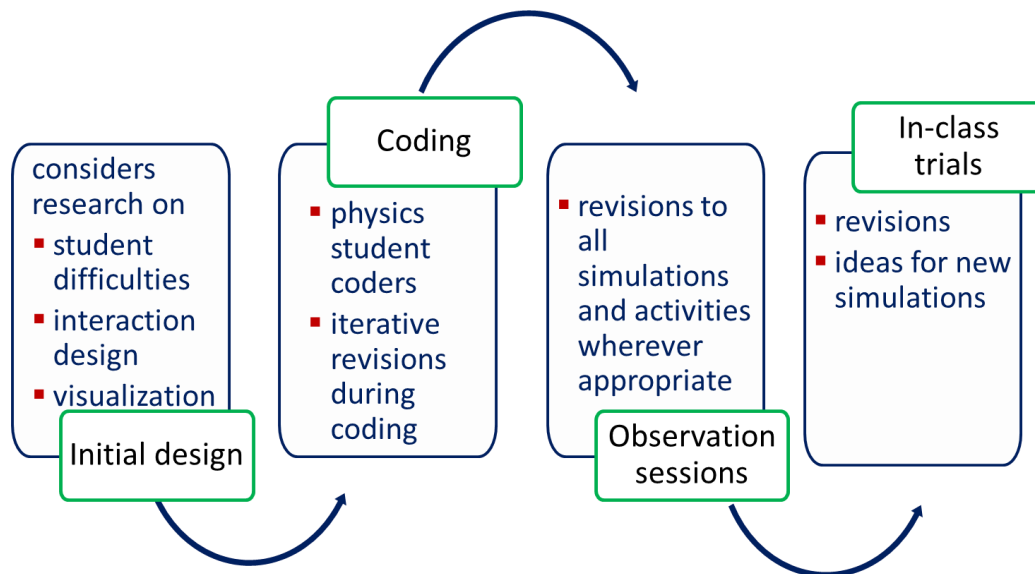 considers
research on
student
difficulties
interaction
design
visualization
Initial design
Coding
physics
student
coders
iterative
revisions
during
coding
revisions to
all
simulations
and activities
wherever
appropriate
Observation
sessions
In-class
trials
revisions
ideas for new
simulations